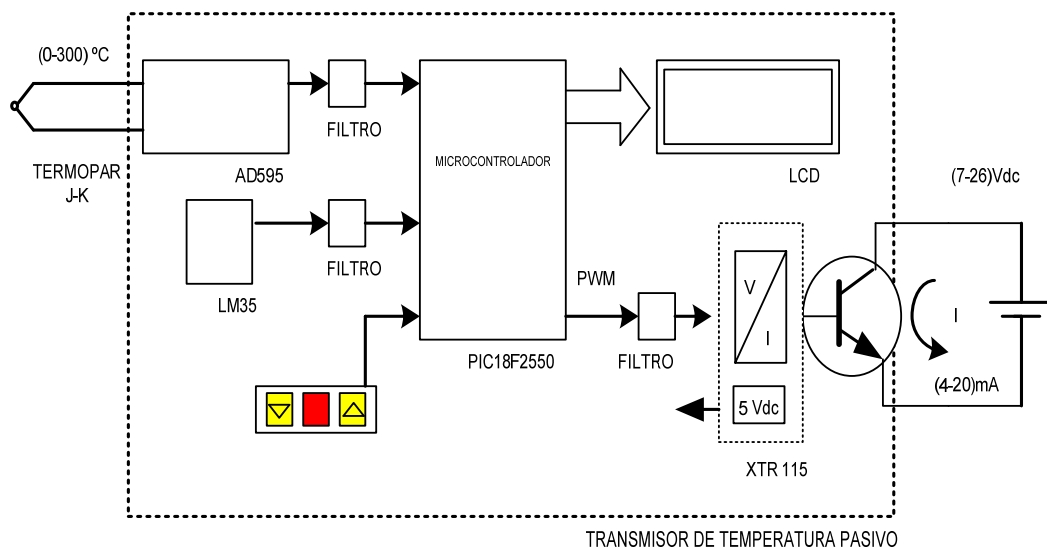 (0-300) ºC
TERMOPAR
J-K
AD595
FILTRO
LM35
FILTRO
MICROCONTROLADOR
PIC18F2550
LCD
PWM
FILTRO
V
I
5 Vdc
XTR 115
(7-26)Vdc
I
(4-20)mA
TRANSMISOR DE TEMPERATURA PASIVO